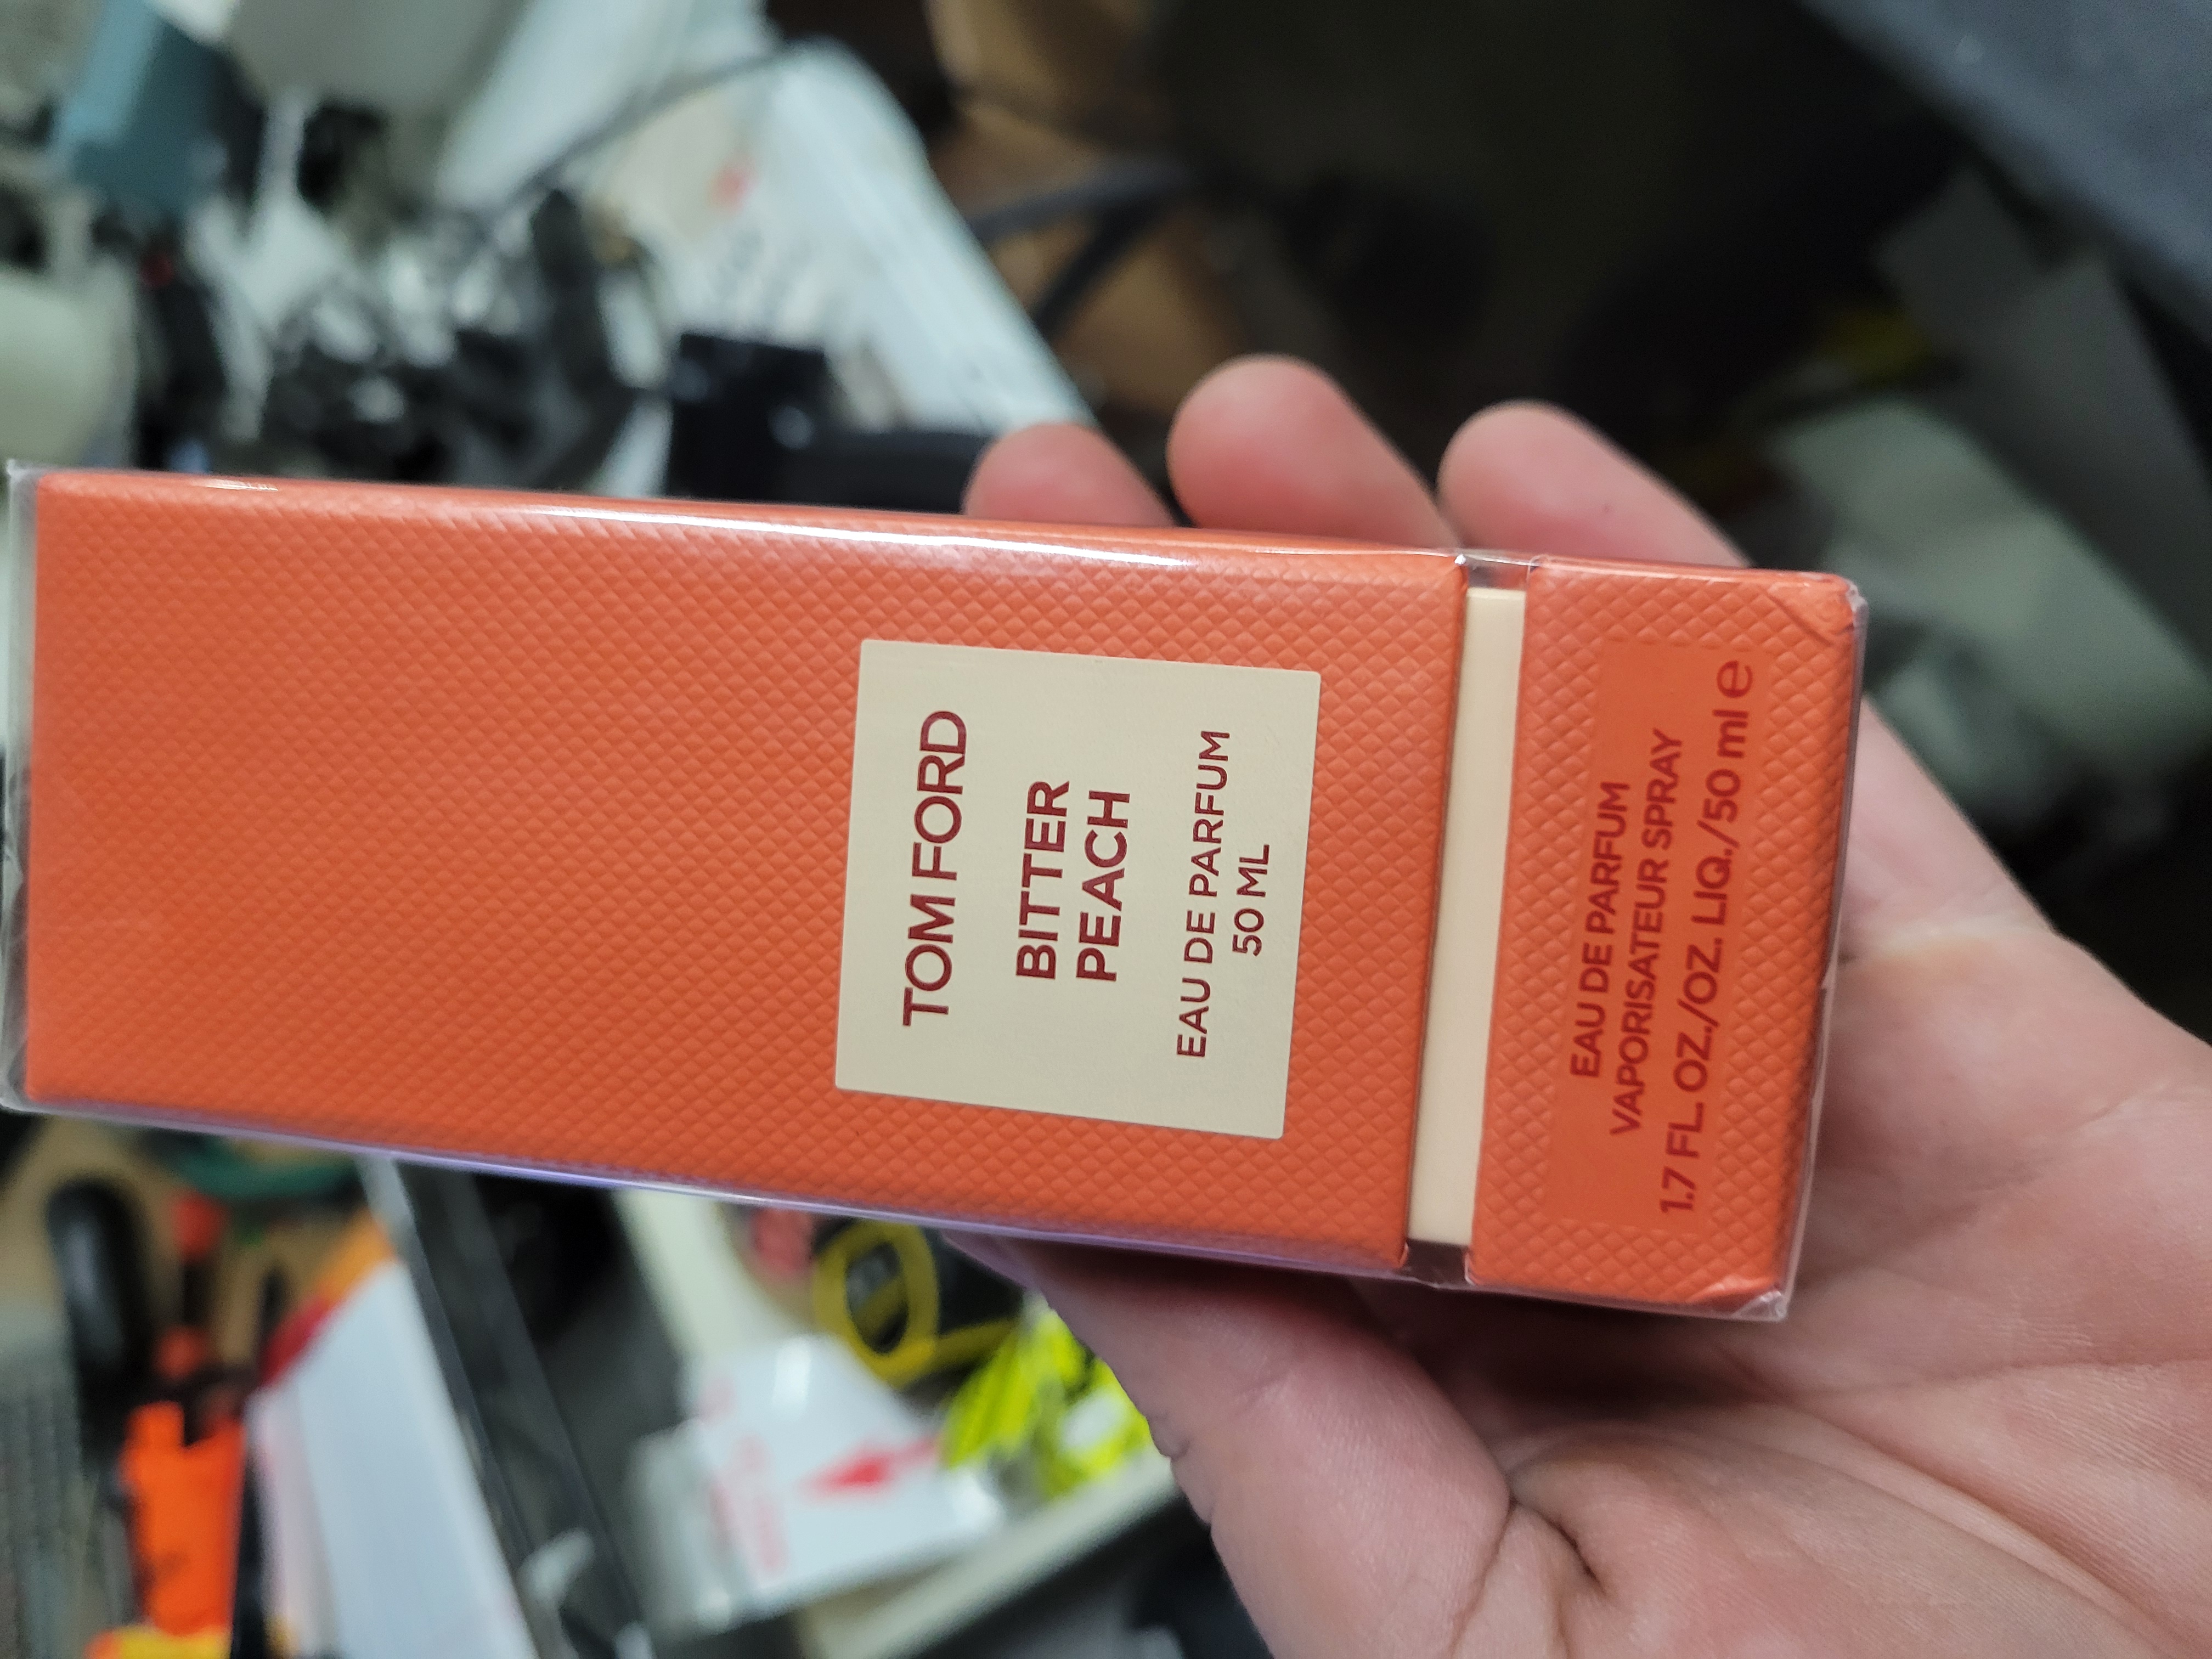 TOM FORD
BITTER
PEACH
EAU DE PARFUM
50 ML
EAU DE PARFUM
VAPORISATEUR SPRAY
1.7 FL. OZ./OZ. LIQ./50 ml e